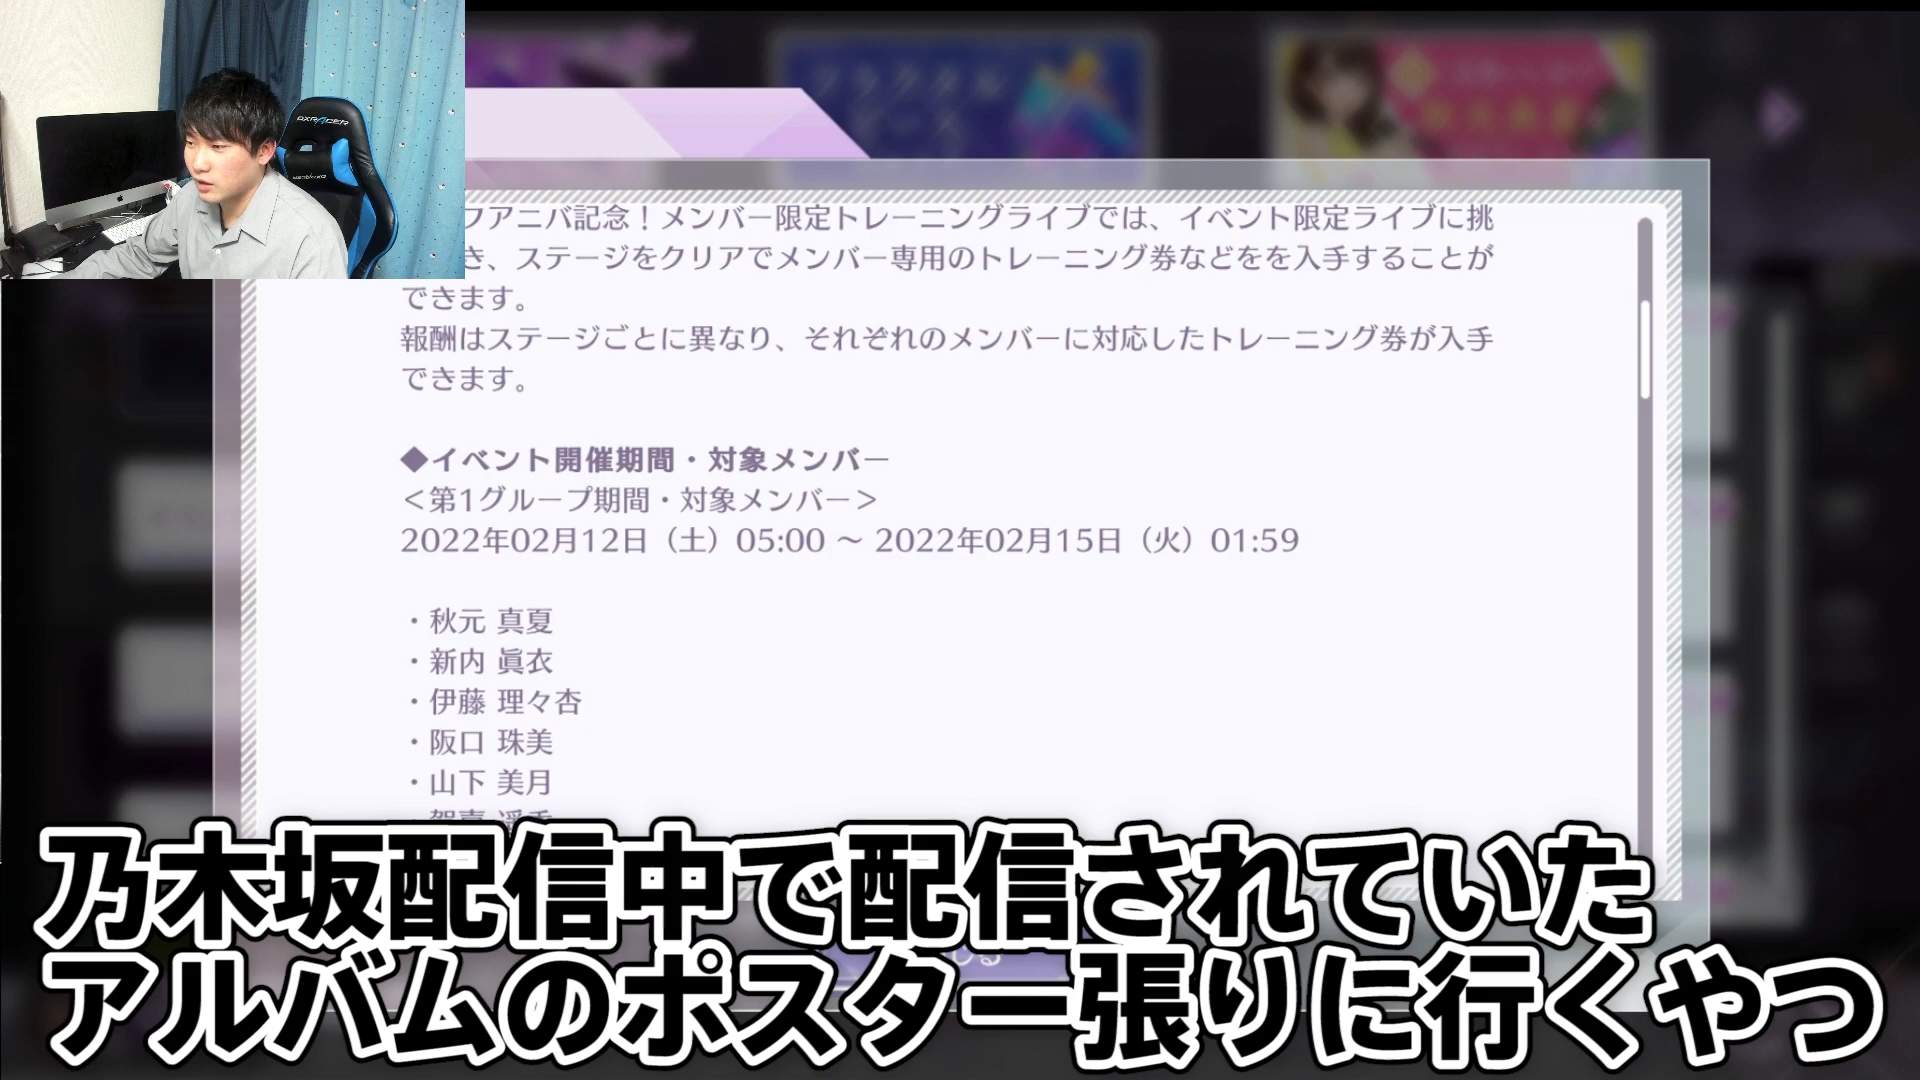 DXRACER
フアニバ記念！メンバー限定トレーニングライブでは、イベント限定ライブに挑
き、ステージをクリアでメンバー専用のトレーニング券などをを入手することが
できます。
報酬はステージごとに異なり、それぞれのメンバーに対応したトレーニング券が入手
できます。
◆イベント開催期間・対象メンバー
＜第1グループ期間・対象メンバー＞
2022年02月12日（土）05:00 〜 2022年02月15日（火）01:59
・秋元 真夏
・新内 眞衣
・伊藤 理々杏
・阪口 珠美
・山下 美月
乃木坂配信中で配信されていた
アルバムのポスター張りに行くやつ